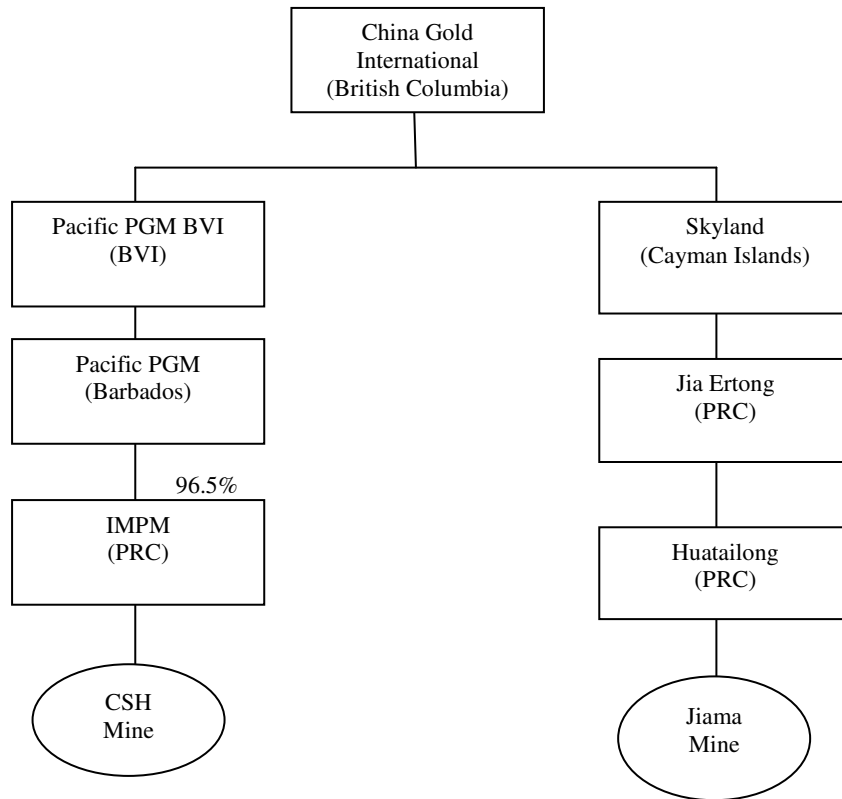 China Gold
International
(British Columbia)
Pacific PGM BVI
(BVI)
Skyland
(Cayman Islands)
Pacific PGM
(Barbados)
Jia Ertong
(PRC)
96.5%
IMPM
(PRC)
Huatailong
(PRC)
CSH
Mine
Jiama
Mine